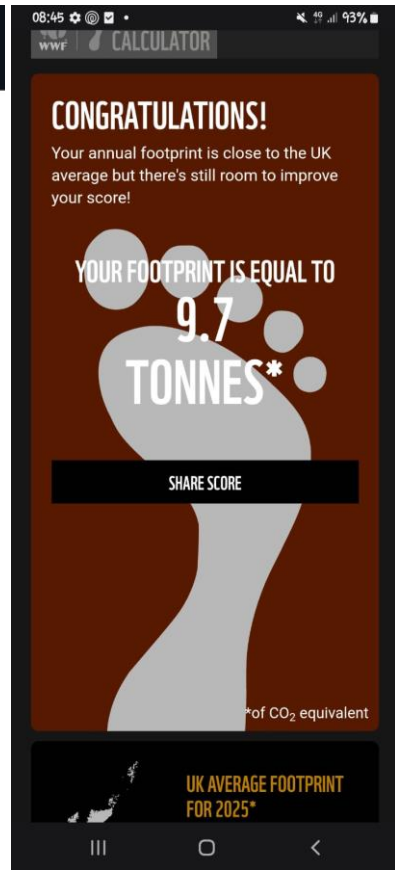 08:45
4G
93%
WWF
CALCULATOR
CONGRATULATIONS!
Your annual footprint is close to the UK
average but there's still room to improve
your score!
YOUR FOOTPRINT IS EQUAL TO
9.7
TONNES*
SHARE SCORE
*of CO₂ equivalent
UK AVERAGE FOOTPRINT
FOR 2025*